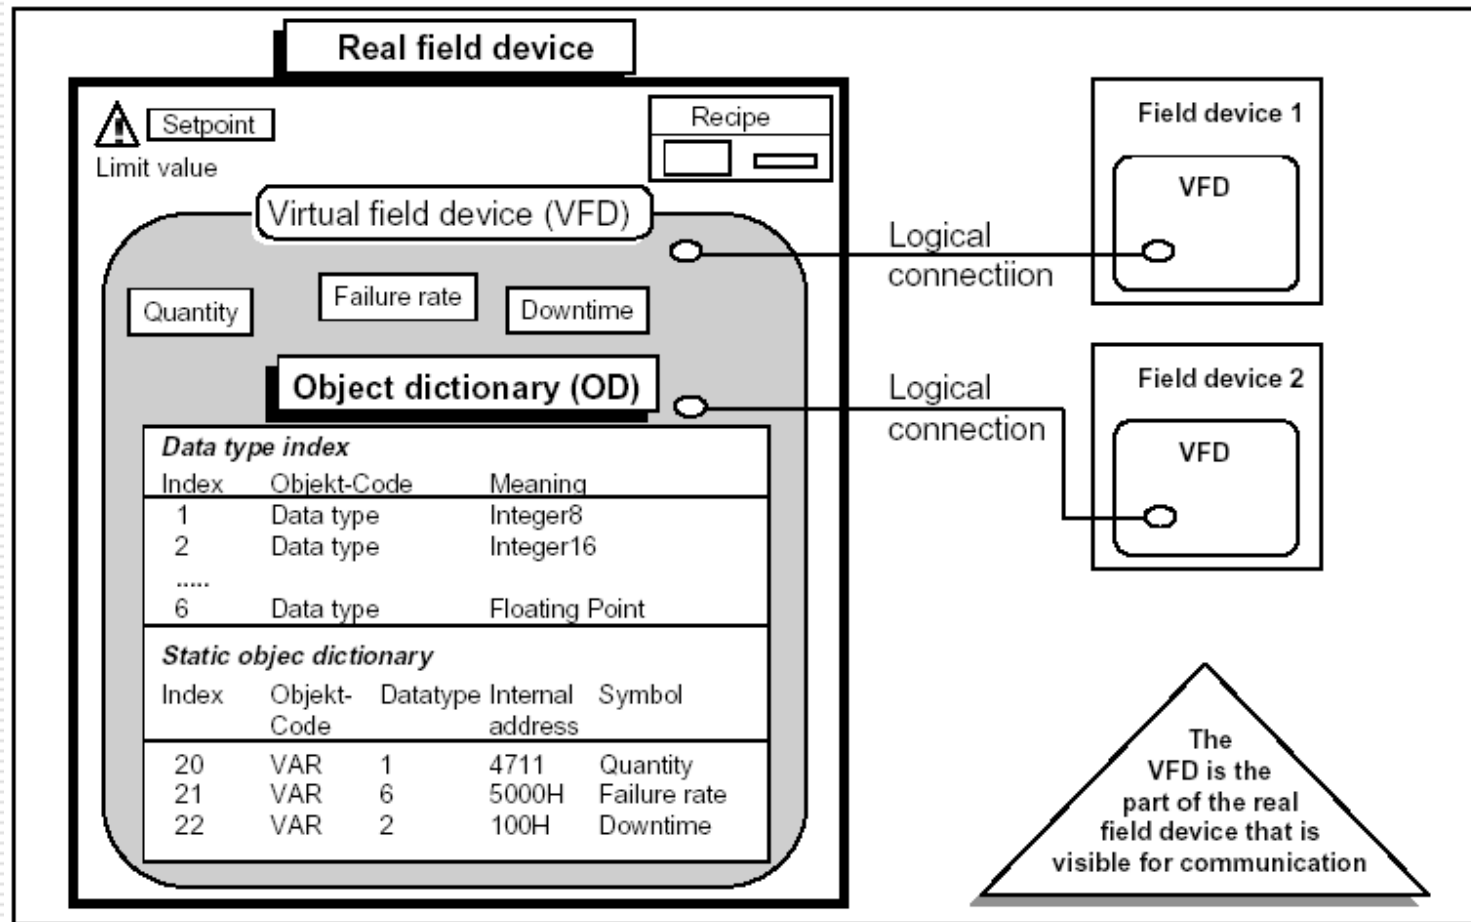 Real field device
Setpoint
Limit value
Recipe
Virtual field device (VFD)
Quantity
Failure rate
Downtime
Object dictionary (OD)
Data type index
Index Objekt-Code Meaning
1 Data type Integer8
2 Data type Integer16
.....
6 Data type Floating Point
Static objec dictionary
Index Objekt- Datatype Internal Symbol
Code address
20 VAR 1 4711 Quantity
21 VAR 6 5000H Failure rate
22 VAR 2 100H Downtime
Logical
connectiion
Field device 1
VFD
Logical
connection
Field device 2
VFD
The
VFD is the
part of the real
field device that is
visible for communication